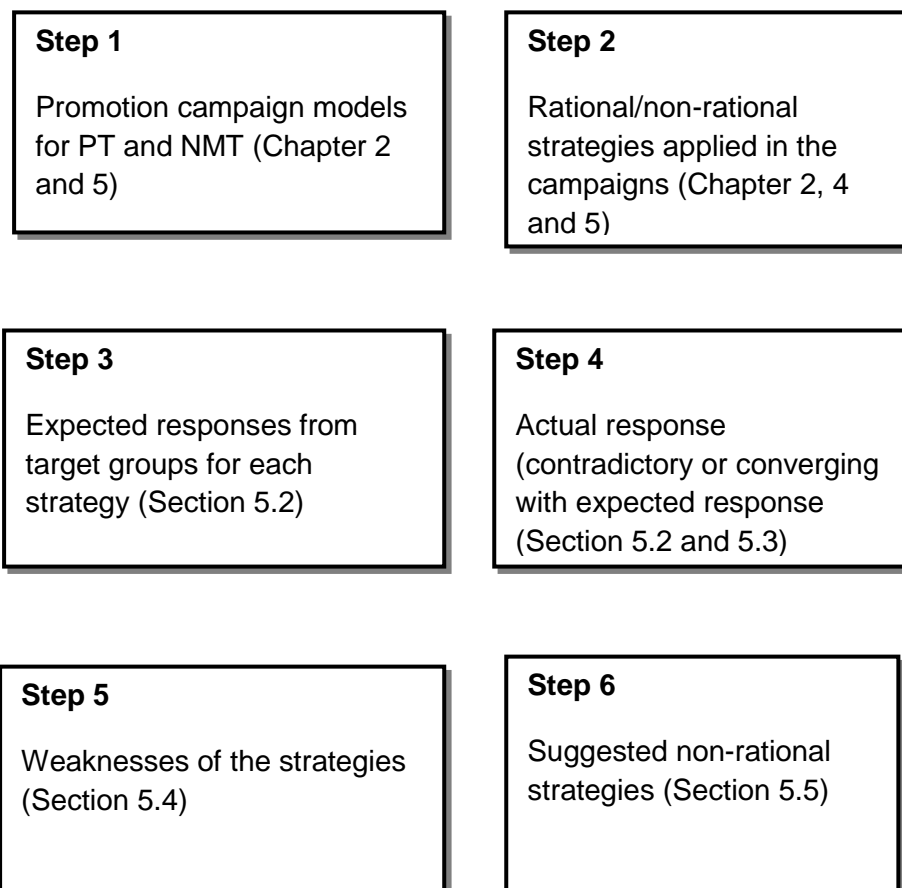 Step 1
Promotion campaign models
for PT and NMT (Chapter 2
and 5)
Step 2
Rational/non-rational
strategies applied in the
campaigns (Chapter 2, 4
and 5)
Step 3
Expected responses from
target groups for each
strategy (Section 5.2)
Step 4
Actual response
(contradictory or converging
with expected response
(Section 5.2 and 5.3)
Step 5
Weaknesses of the strategies
(Section 5.4)
Step 6
Suggested non-rational
strategies (Section 5.5)